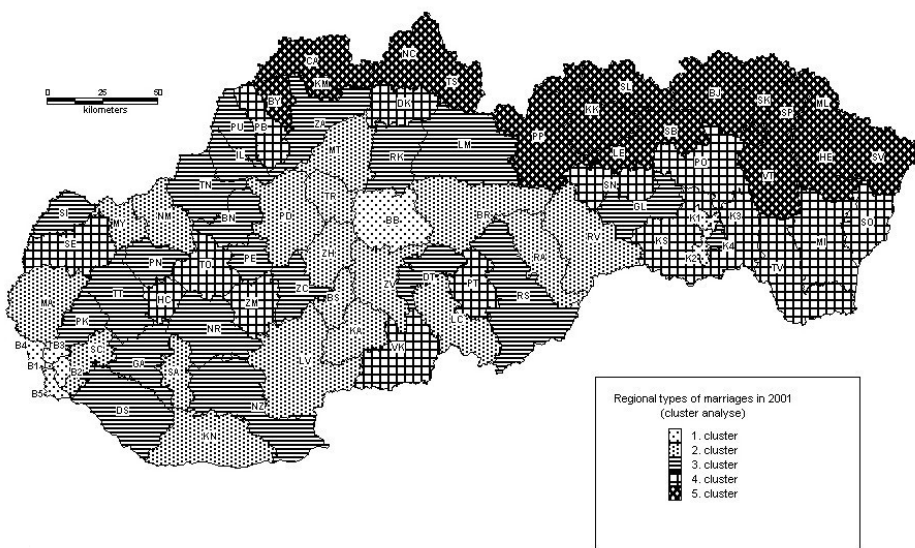 CA
NC
KM
TS
0 25 50
kilometers
BY
DK
SL
BJ
SK
ML
SP
KK
PU
PB
ZA
SB
PP
LE
HE
SV
IL
MT
RK
LM
PO
VT
TN
SN
TR
GL
SI
MY
NM
BN
PD
BB
BR
K1
K3
SO
SE
ZH
RV
KS
K4
MI
PN
TO
PE
RA
K2
TV
MA
TT
HC
ZM
ZC
BS
ZV
DT
PT
RS
PK
NR
KA
LC
B4
B3
SC
VK
B1
B2
GA
SA
LV
B5
DS
NZ
KN
Regional types of marriages in 2001
(cluster analyse)
1. cluster
2. cluster
3. cluster
4. cluster
5. cluster